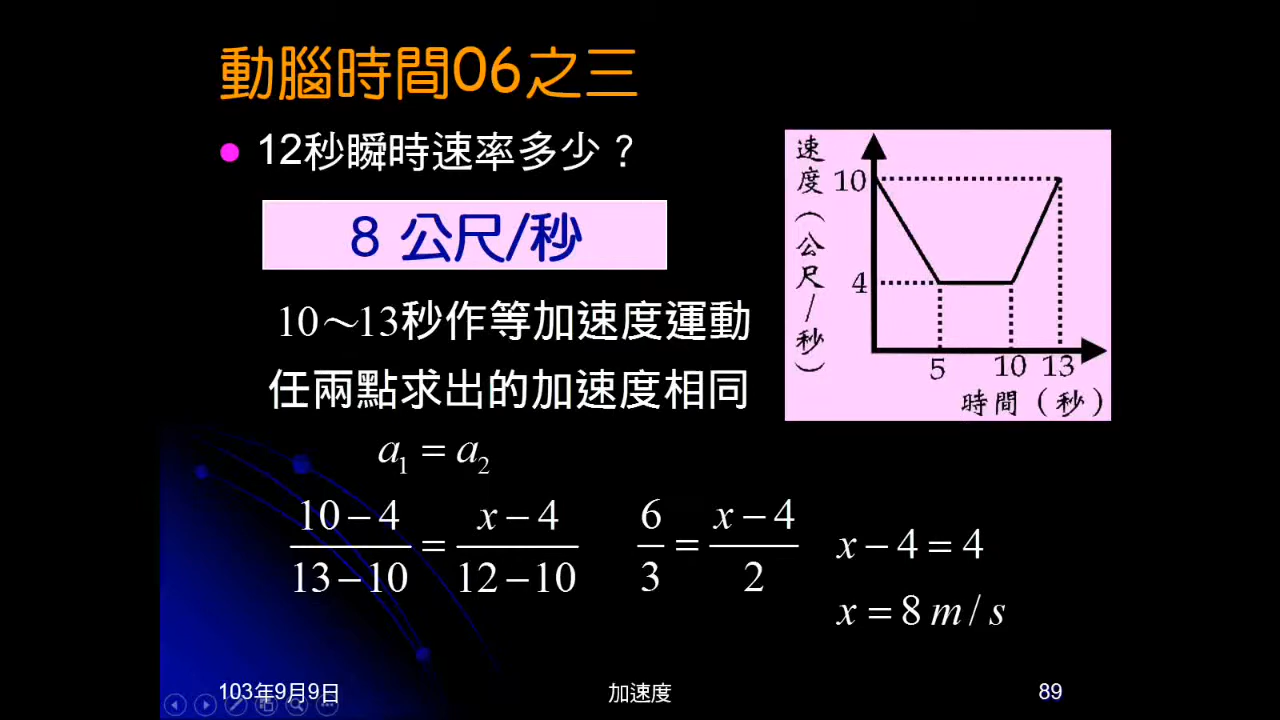 動腦時間06之三
12秒瞬時速率多少？
8 公尺/秒
10～13秒作等加速度運動
任兩點求出的加速度相同
a₁ = a₂
(10 − 4)/(13 − 10) = (x − 4)/(12 − 10)
6/3 = (x − 4)/2
x − 4 = 4
x = 8 m / s
速度(公尺/秒)
10
4
5 10 13
時間(秒)
103年9月9日 加速度 89